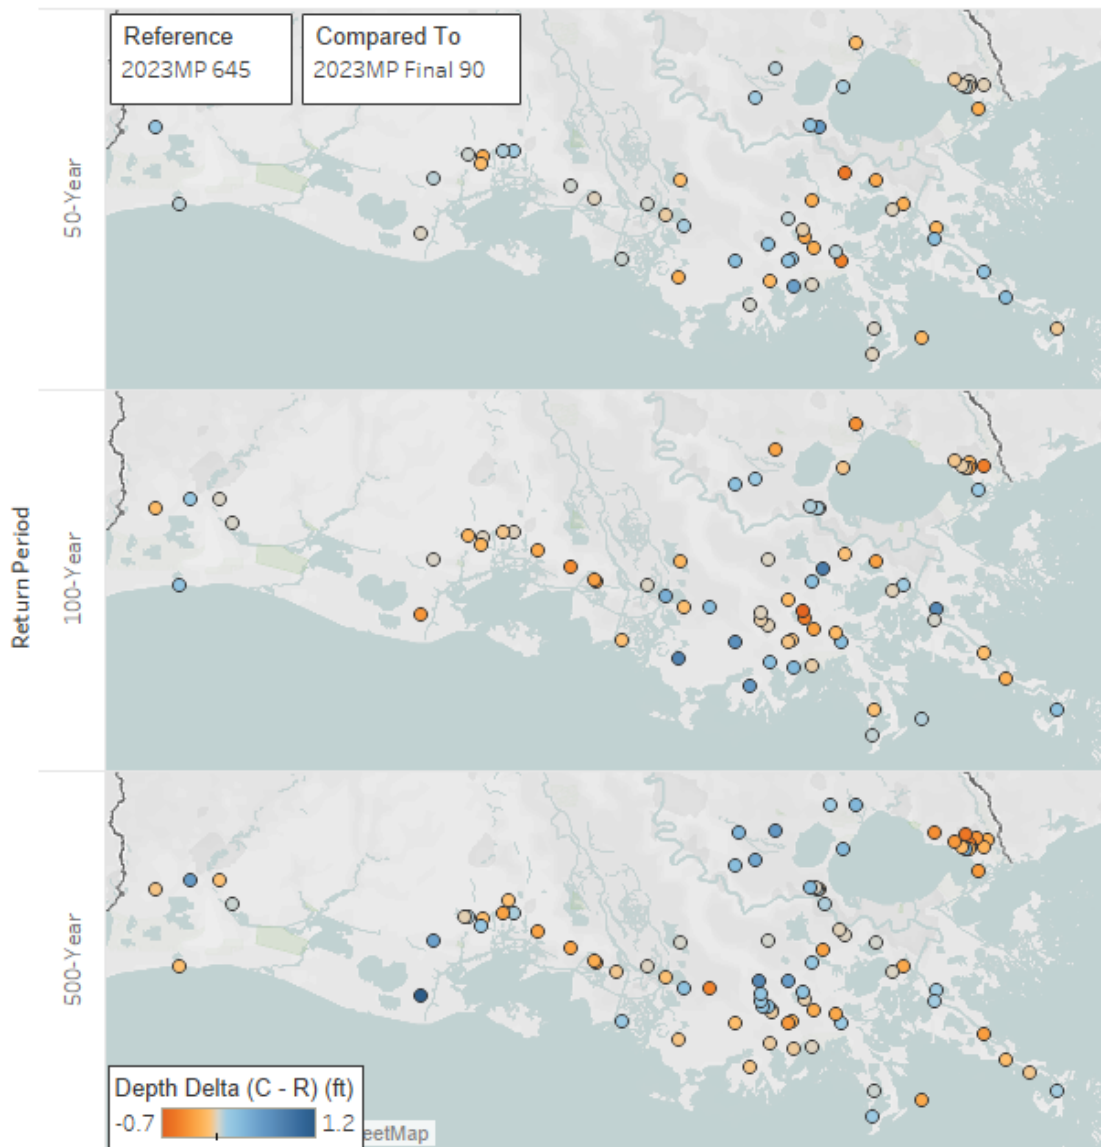 Reference
2023MP 645
Compared To
2023MP Final 90
50-Year
Return Period
100-Year
500-Year
Depth Delta (C - R) (ft)
-0.7
1.2
eetMap